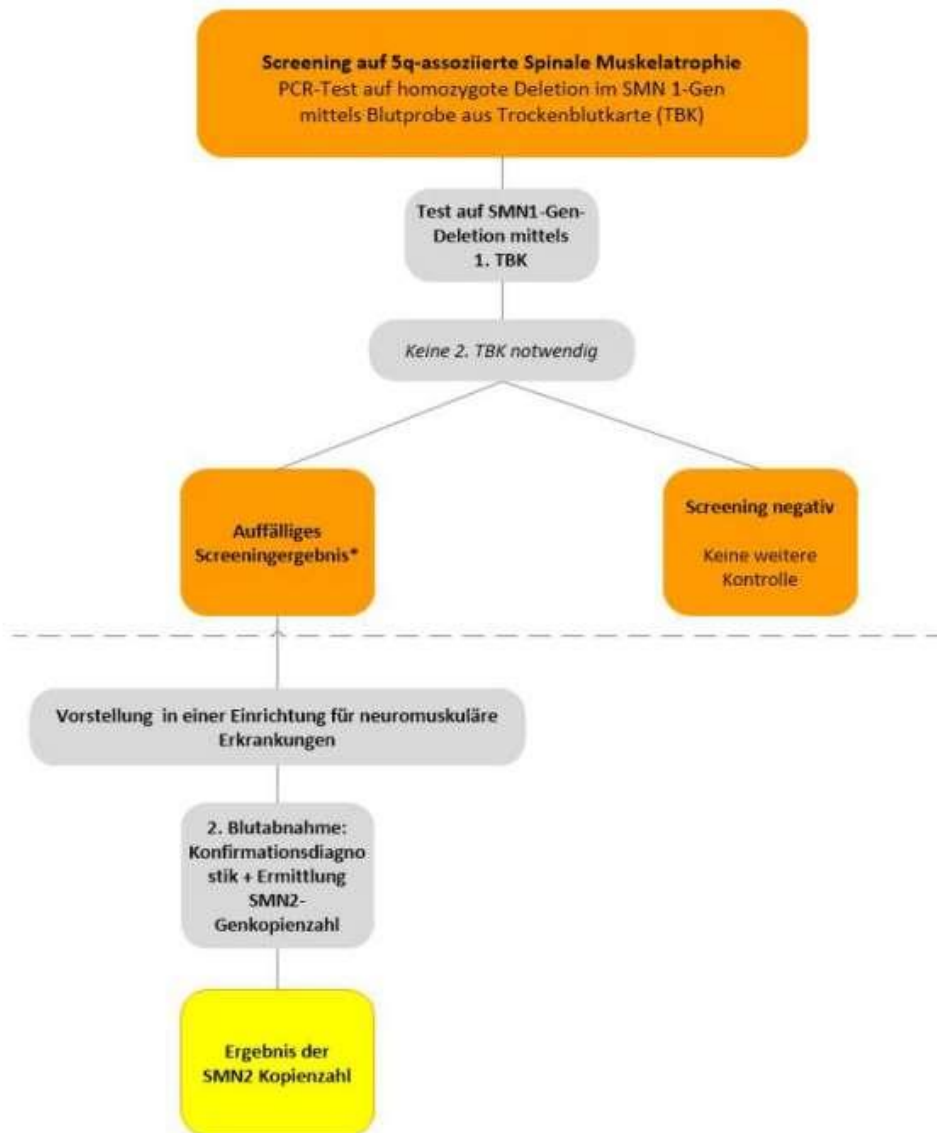 Screening auf 5q-assoziierte Spinale Muskelatrophie
PCR-Test auf homozygote Deletion im SMN 1-Gen
mittels Blutprobe aus Trockenblutkarte (TBK)
Test auf SMN1-Gen-
Deletion mittels
1. TBK
Keine 2. TBK notwendig
Auffälliges
Screeningergebnis*
Screening negativ
Keine weitere
Kontrolle
Vorstellung in einer Einrichtung für neuromuskuläre
Erkrankungen
2. Blutabnahme:
Konfirmationsdiagno
stik + Ermittlung
SMN2-
Genkopienzahl
Ergebnis der
SMN2 Kopienzahl